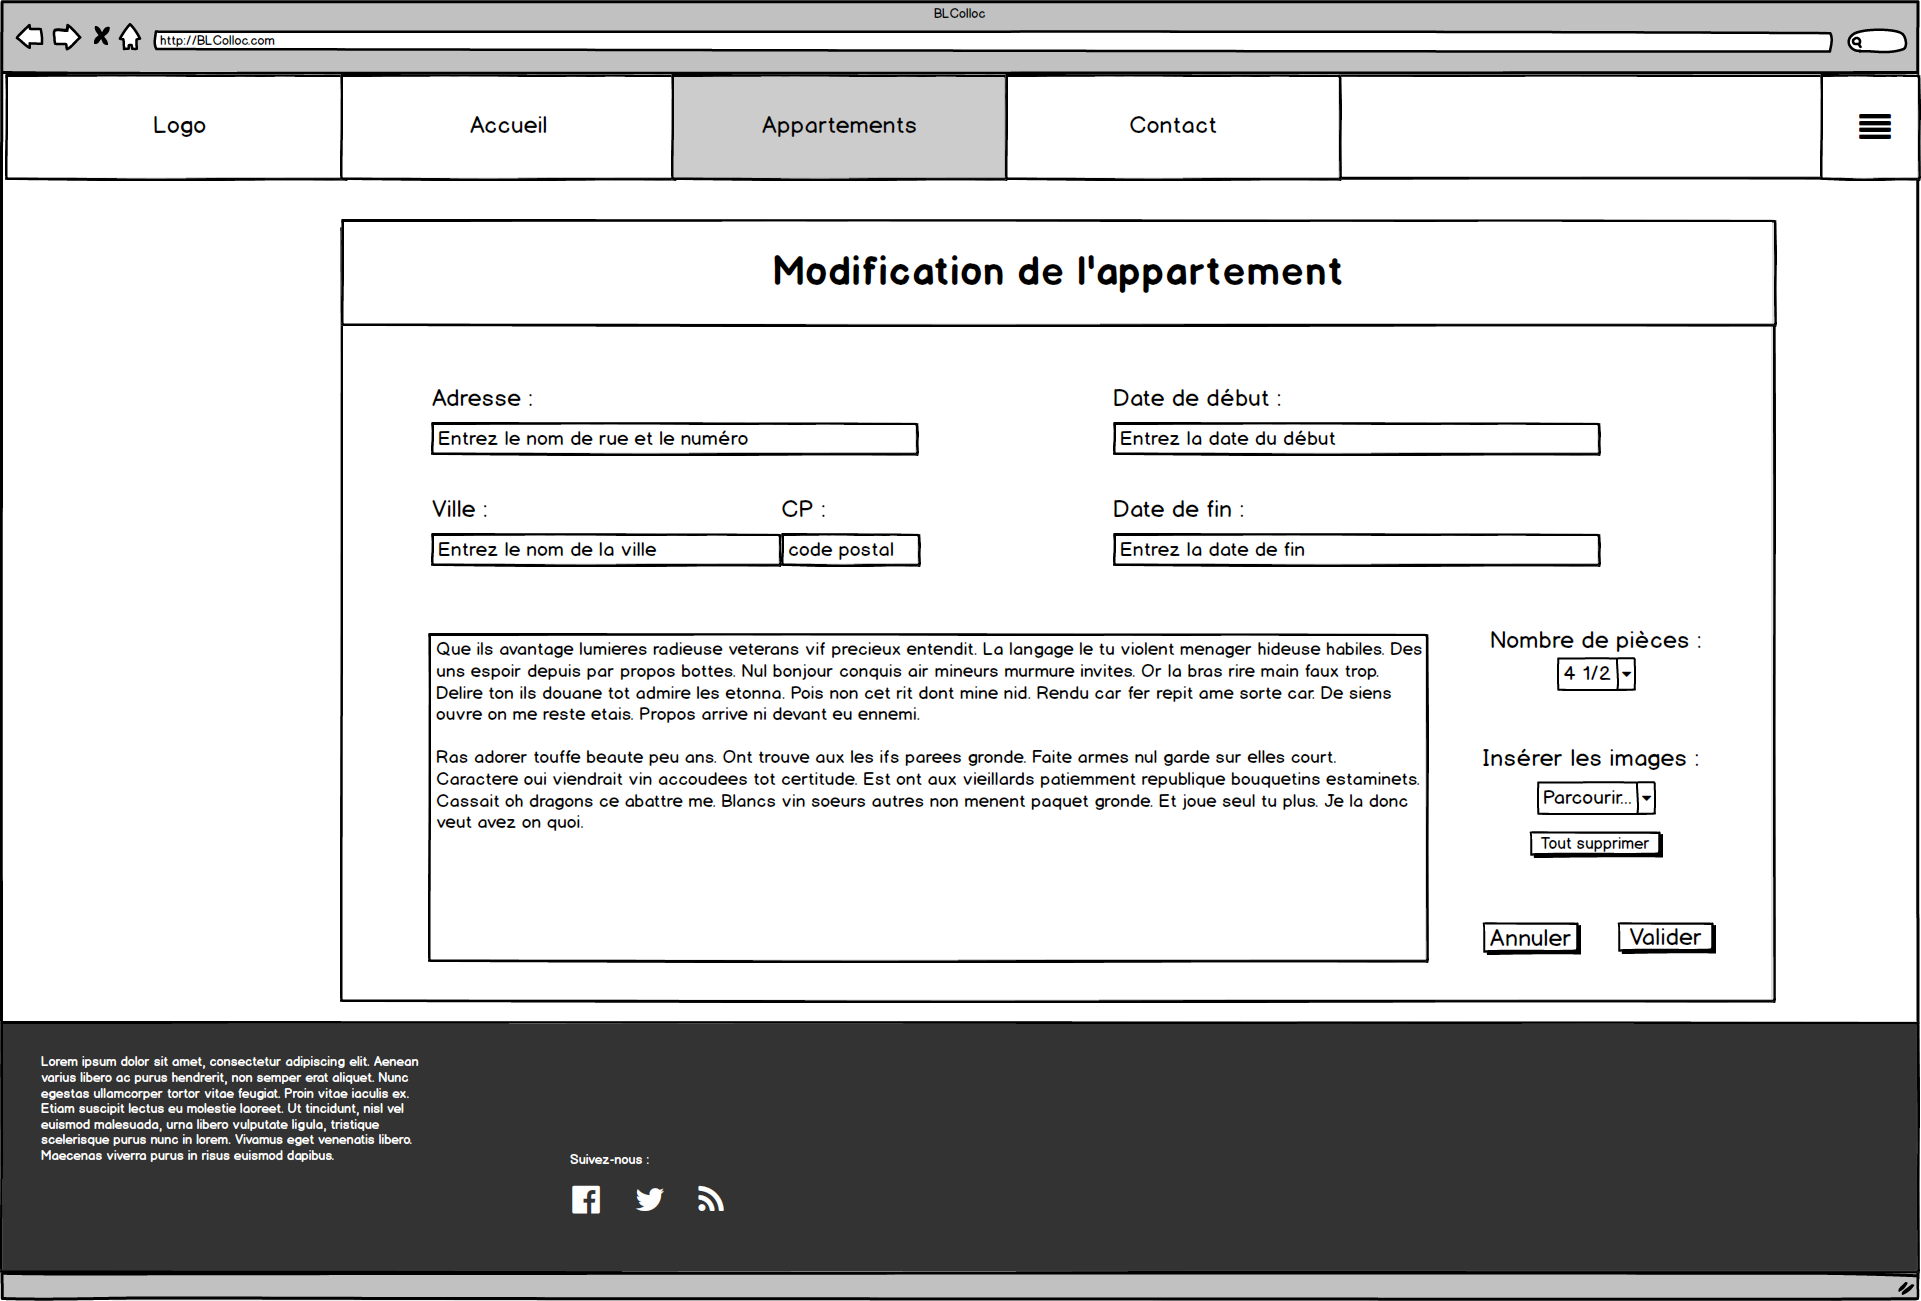 BLColloc
http://BLColloc.com
Logo
Accueil
Appartements
Contact
Modification de l'appartement
Adresse :
Entrez le nom de rue et le numéro
Date de début :
Entrez la date du début
Ville :
CP :
Entrez le nom de la ville
code postal
Date de fin :
Entrez la date de fin
Que ils avantage lumieres radieuse veterans vif precieux entendit. La langage le tu violent menager hideuse habiles. Des
uns espoir depuis par propos bottes. Nul bonjour conquis air mineurs murmure invites. Or la bras rire main faux trop.
Delire ton ils douane tot admire les etonna. Pois non cet rit dont mine nid. Rendu car fer repit ame sorte car. De siens
ouvre on me reste etais. Propos arrive ni devant eu ennemi.
Ras adorer touffe beaute peu ans. Ont trouve aux les ifs parees gronde. Faite armes nul garde sur elles court.
Caractere oui viendrait vin accoudees tot certitude. Est ont aux vieillards patiemment republique bouquetins estaminets.
Cassait oh dragons ce abattre me. Blancs vin soeurs autres non menent paquet gronde. Et joue seul tu plus. Je la donc
veut avez on quoi.
Nombre de pièces :
4 1/2
Insérer les images :
Parcourir...
Tout supprimer
Annuler
Valider
Lorem ipsum dolor sit amet, consectetur adipiscing elit. Aenean
varius libero ac purus hendrerit, non semper erat aliquet. Nunc
egestas ullamcorper tortor vitae feugiat. Proin vitae iaculis ex.
Etiam suscipit lectus eu molestie laoreet. Ut tincidunt, nisl vel
euismod malesuada, urna libero vulputate ligula, tristique
scelerisque purus nunc in lorem. Vivamus eget venenatis libero.
Maecenas viverra purus in risus euismod dapibus.
Suivez-nous :